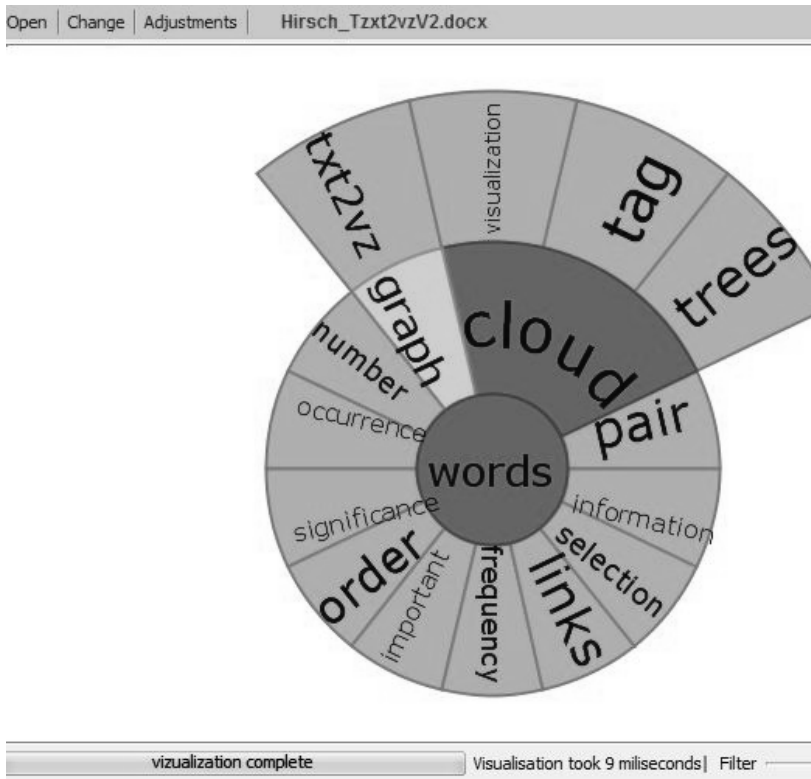 Open Change Adjustments Hirsch_Tzxt2vzV2.docx
txt2vz
visualization
tag
trees
graph
cloud
number
pair
occurrence
words
significance
information
order
selection
important
frequency
links
vizualization complete Visualisation took 9 miliseconds| Filter